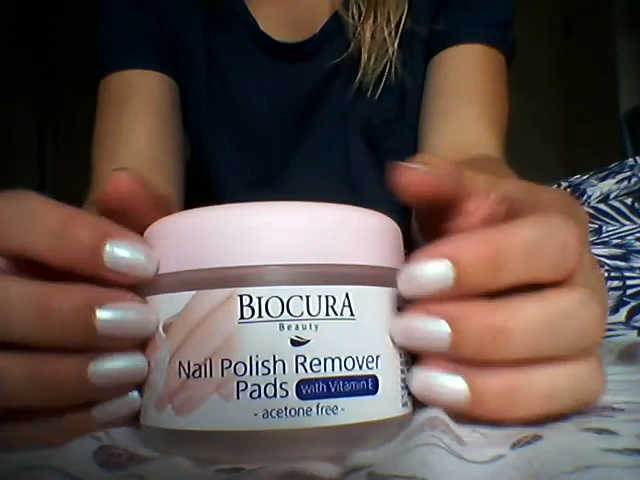 BIOCURA
Beauty
Nail Polish Remover
Pads with Vitamin E
- acetone free -